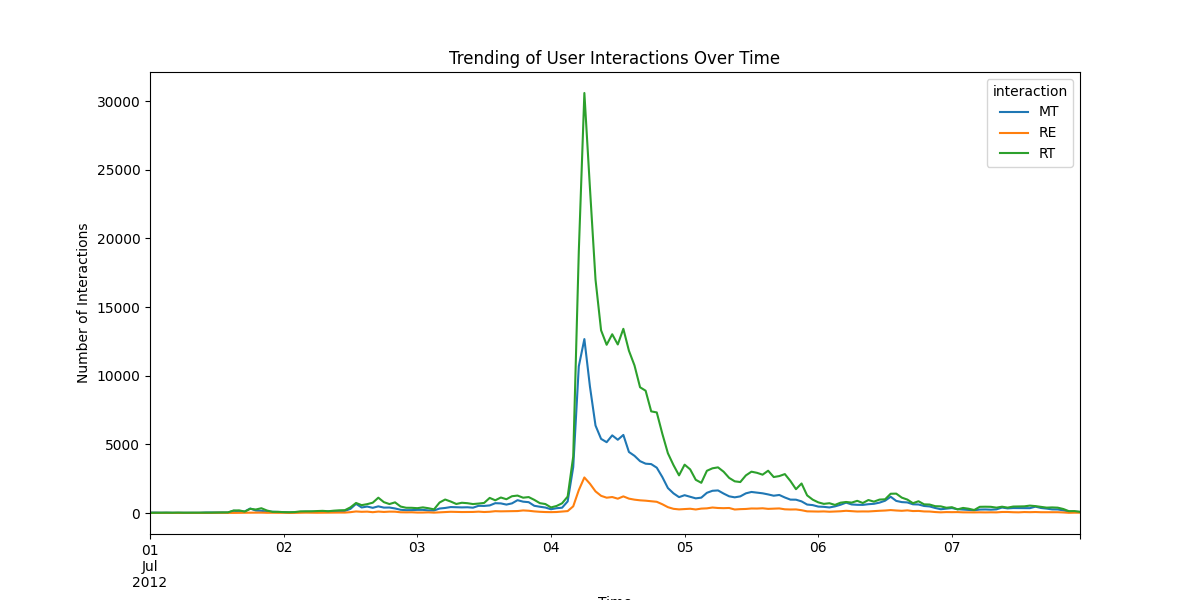 Trending of User Interactions Over Time
interaction
MT
RE
RT
Number of Interactions
30000
25000
20000
15000
10000
5000
0
01
Jul
2012
02
03
04
05
06
07
Time